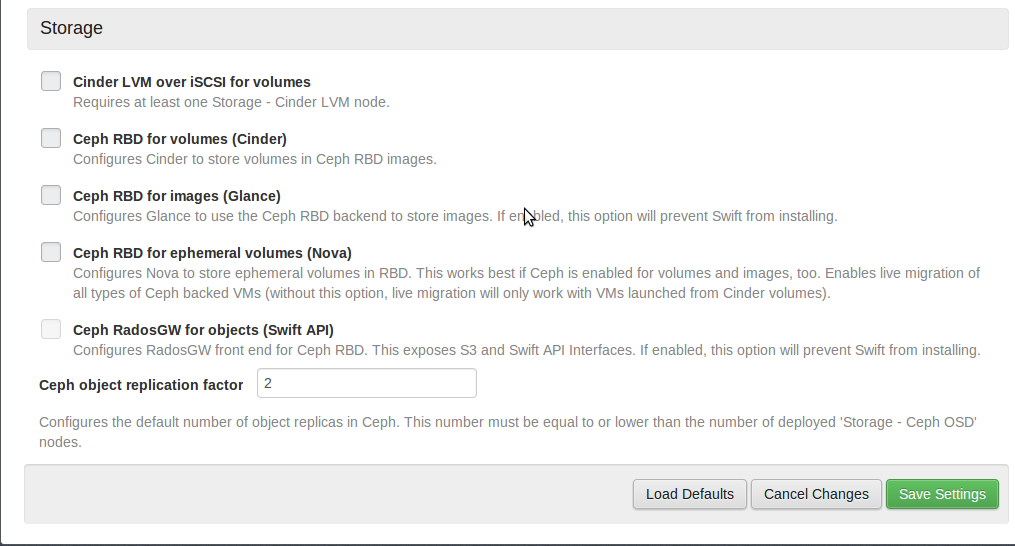 Storage
Cinder LVM over iSCSI for volumes
Requires at least one Storage - Cinder LVM node.
Ceph RBD for volumes (Cinder)
Configures Cinder to store volumes in Ceph RBD images.
Ceph RBD for images (Glance)
Configures Glance to use the Ceph RBD backend to store images. If enabled, this option will prevent Swift from installing.
Ceph RBD for ephemeral volumes (Nova)
Configures Nova to store ephemeral volumes in RBD. This works best if Ceph is enabled for volumes and images, too. Enables live migration of
all types of Ceph backed VMs (without this option, live migration will only work with VMs launched from Cinder volumes).
Ceph RadosGW for objects (Swift API)
Configures RadosGW front end for Ceph RBD. This exposes S3 and Swift API Interfaces. If enabled, this option will prevent Swift from installing.
Ceph object replication factor 2
Configures the default number of object replicas in Ceph. This number must be equal to or lower than the number of deployed 'Storage - Ceph OSD'
nodes.
Load Defaults Cancel Changes Save Settings